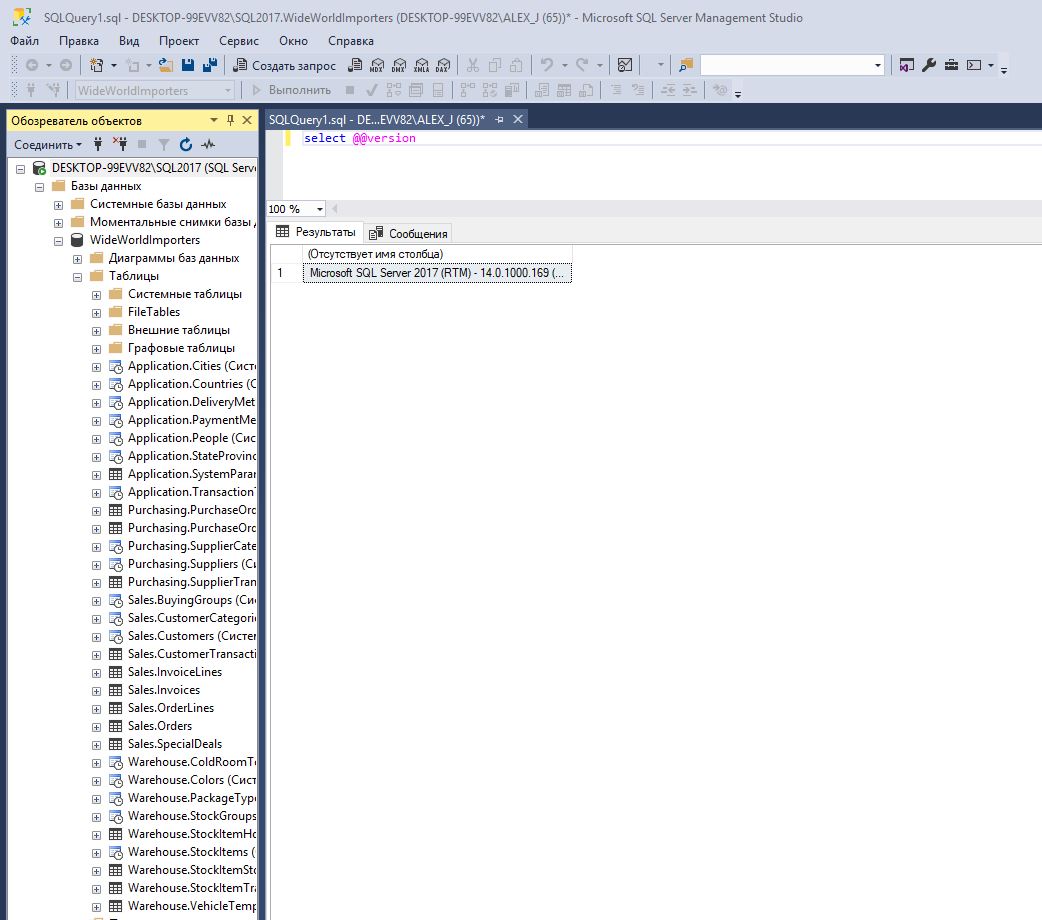 SQLQuery1.sql - DESKTOP-99EVV82\SQL2017.WideWorldImporters (DESKTOP-99EVV82\ALEX_J (65))* - Microsoft SQL Server Management Studio
Файл Правка Вид Проект Сервис Окно Справка
Создать запрос MDX DMX XMLA DAX
WideWorldImporters Выполнить
Обозреватель объектов
Соединить
DESKTOP-99EVV82\SQL2017 (SQL Serve
Базы данных
Системные базы данных
Моментальные снимки базы
WideWorldImporters
Диаграммы баз данных
Таблицы
Системные таблицы
FileTables
Внешние таблицы
Графовые таблицы
Application.Cities (Сист
Application.Countries (С
Application.DeliveryMet
Application.PaymentMe
Application.People (Сис
Application.StateProvinc
Application.SystemParar
Application.Transaction
Purchasing.PurchaseOrd
Purchasing.PurchaseOrd
Purchasing.SupplierCate
Purchasing.Suppliers (Си
Purchasing.SupplierTran
Sales.BuyingGroups (Си
Sales.CustomerCategori
Sales.Customers (Систем
Sales.CustomerTransacti
Sales.InvoiceLines
Sales.Invoices
Sales.OrderLines
Sales.Orders
Sales.SpecialDeals
Warehouse.ColdRoomTe
Warehouse.Colors (Сист
Warehouse.PackageType
Warehouse.StockGroups
Warehouse.StockItemHo
Warehouse.StockItems (
Warehouse.StockItemSto
Warehouse.StockItemTra
Warehouse.VehicleTemp
SQLQuery1.sql - DE...EVV82\ALEX_J (65))*
select @@version
100 %
Результаты Сообщения
(Отсутствует имя столбца)
1 Microsoft SQL Server 2017 (RTM) - 14.0.1000.169 (...